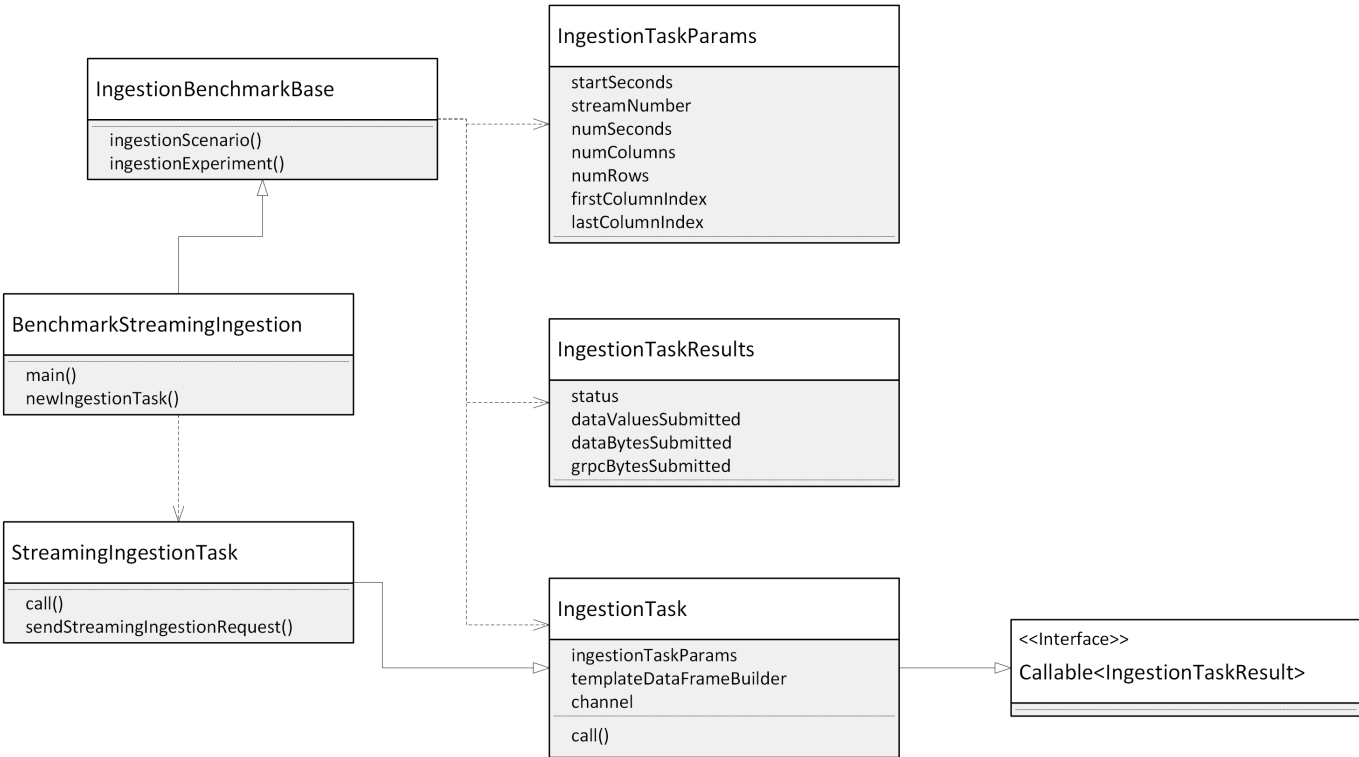 IngestionTaskParams
startSeconds
streamNumber
numSeconds
numColumns
numRows
firstColumnIndex
lastColumnIndex
IngestionBenchmarkBase
ingestionScenario()
ingestionExperiment()
BenchmarkStreamingIngestion
main()
newIngestionTask()
IngestionTaskResults
status
dataValuesSubmitted
dataBytesSubmitted
grpcBytesSubmitted
StreamingIngestionTask
call()
sendStreamingIngestionRequest()
IngestionTask
ingestionTaskParams
templateDataFrameBuilder
channel
call()
<<Interface>>
Callable<IngestionTaskResult>